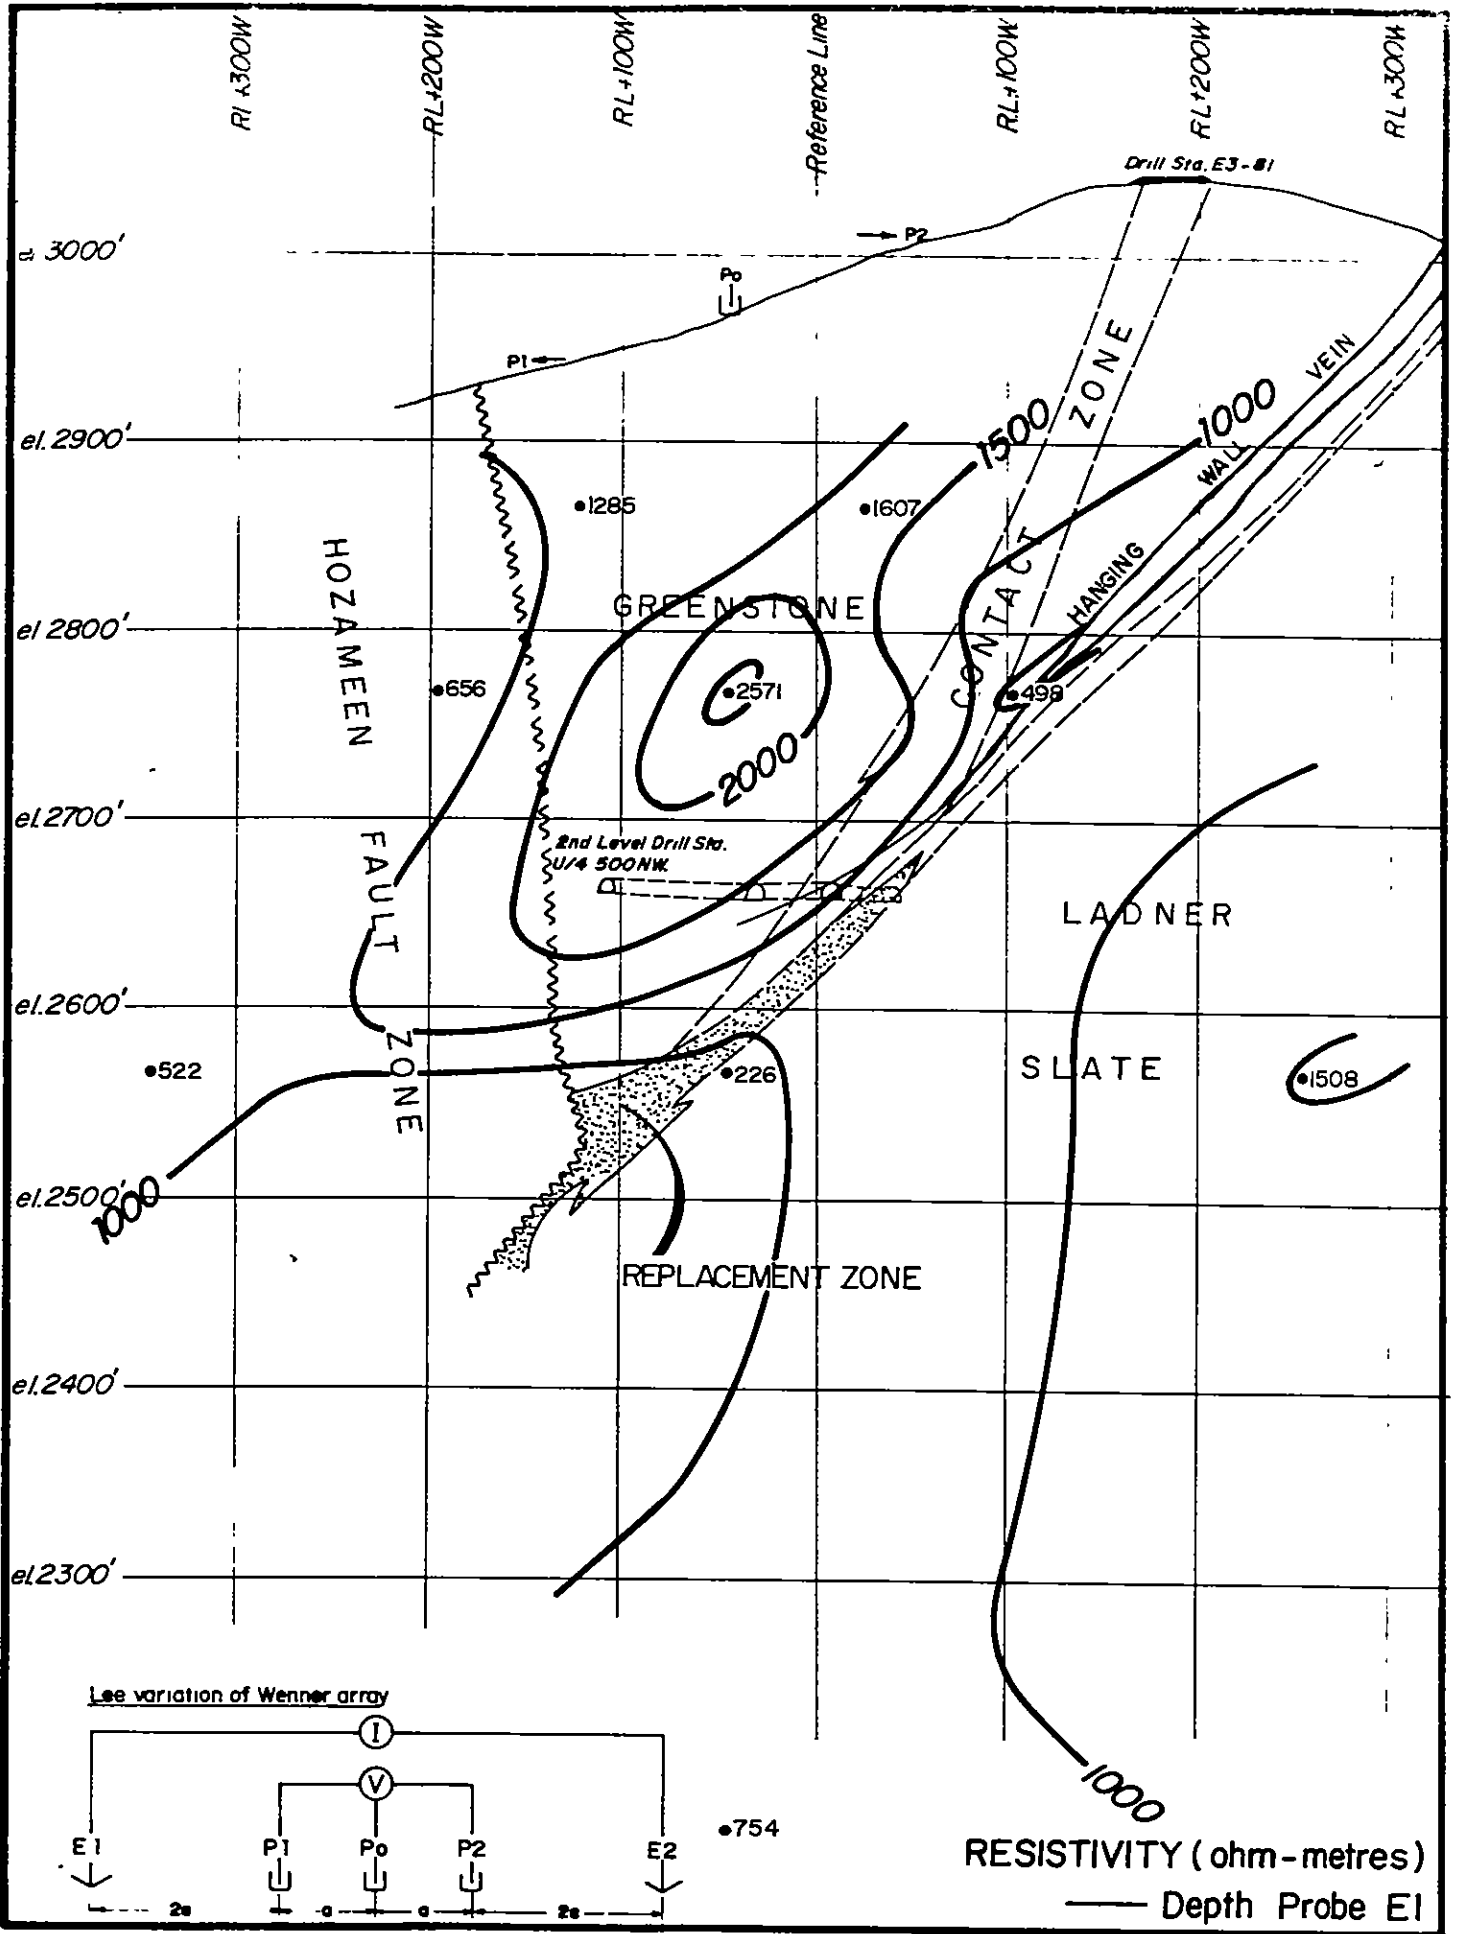 RL+300W
RL+200W
RL+100W
Reference Line
RL+100W
RL+200W
RL+300W
Drill Sta. E3-81
3000'
P2
Po
P1
el.2900'
1500
ZONE
1000
VEIN
WALL
HANGING
CONTACT
1285
1607
HOZAMEEN
FAULT
ZONE
GREENSTONE
el.2800'
656
2571
498
2000
el.2700'
2nd Level Drill Sta.
U/4 500NW.
LADNER
SLATE
el.2600'
522
226
1508
el.2500'
1000
REPLACEMENT ZONE
el.2400'
el.2300'
Lee variation of Wenner array
I
V
E1
P1
Po
P2
E2
2a
a
a
2a
754
1000
RESISTIVITY (ohm-metres)
Depth Probe E1